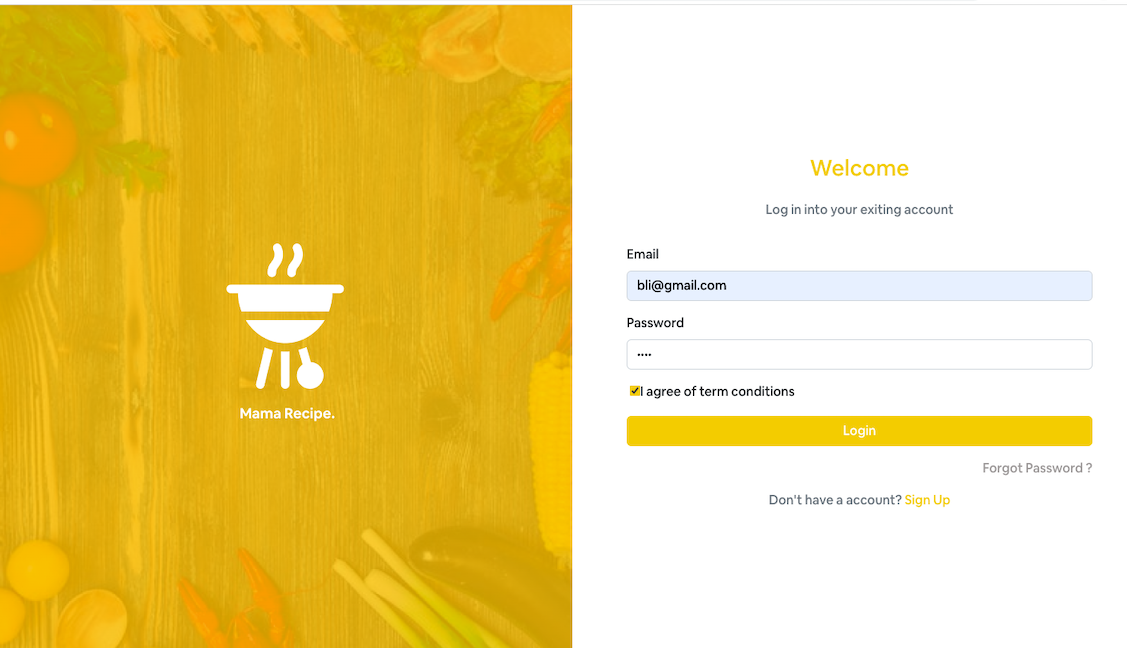 Mama Recipe.
Welcome
Log in into your exiting account
Email
bli@gmail.com
Password
••••
I agree of term conditions
Login
Forgot Password ?
Don't have a account? Sign Up